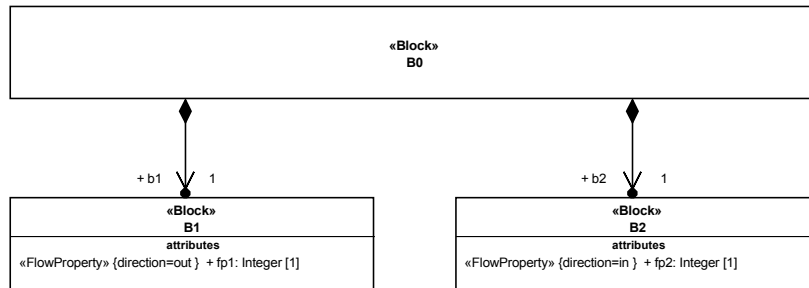 «Block»
B0
+ b1 1
+ b2 1
«Block»
B1
attributes
«FlowProperty» {direction=out } + fp1: Integer [1]
«Block»
B2
attributes
«FlowProperty» {direction=in } + fp2: Integer [1]